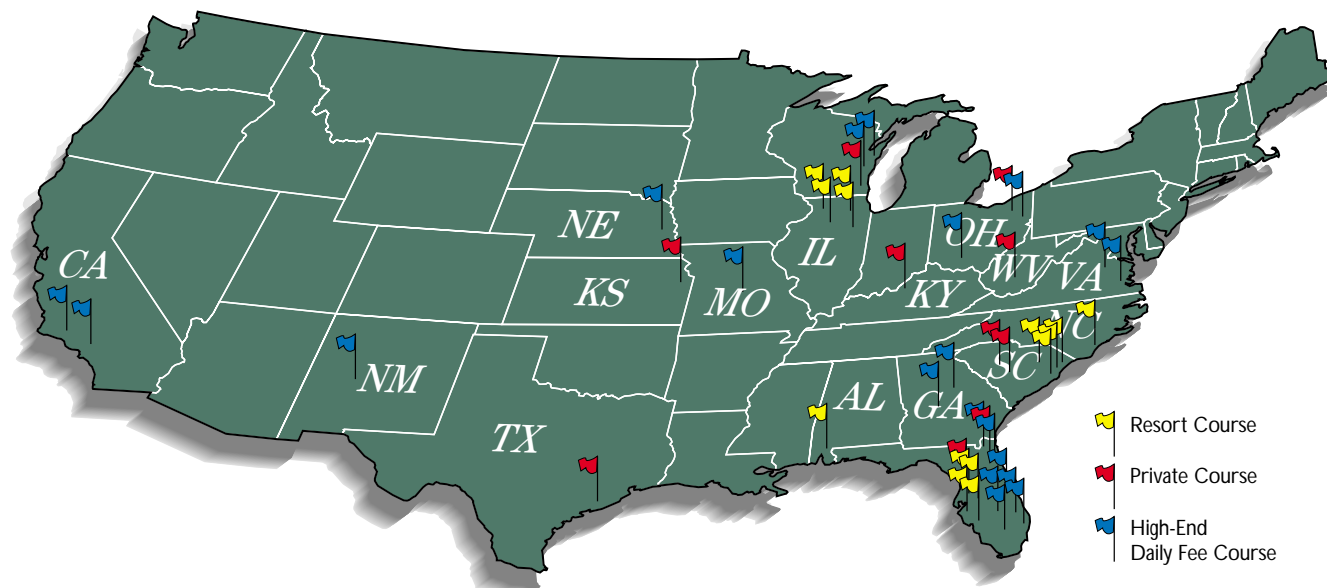 NE
OH
IL
CA
WV
VA
KS
MO
KY
NC
SC
NM
AL
GA
TX
Resort Course
Private Course
High-End
Daily Fee Course